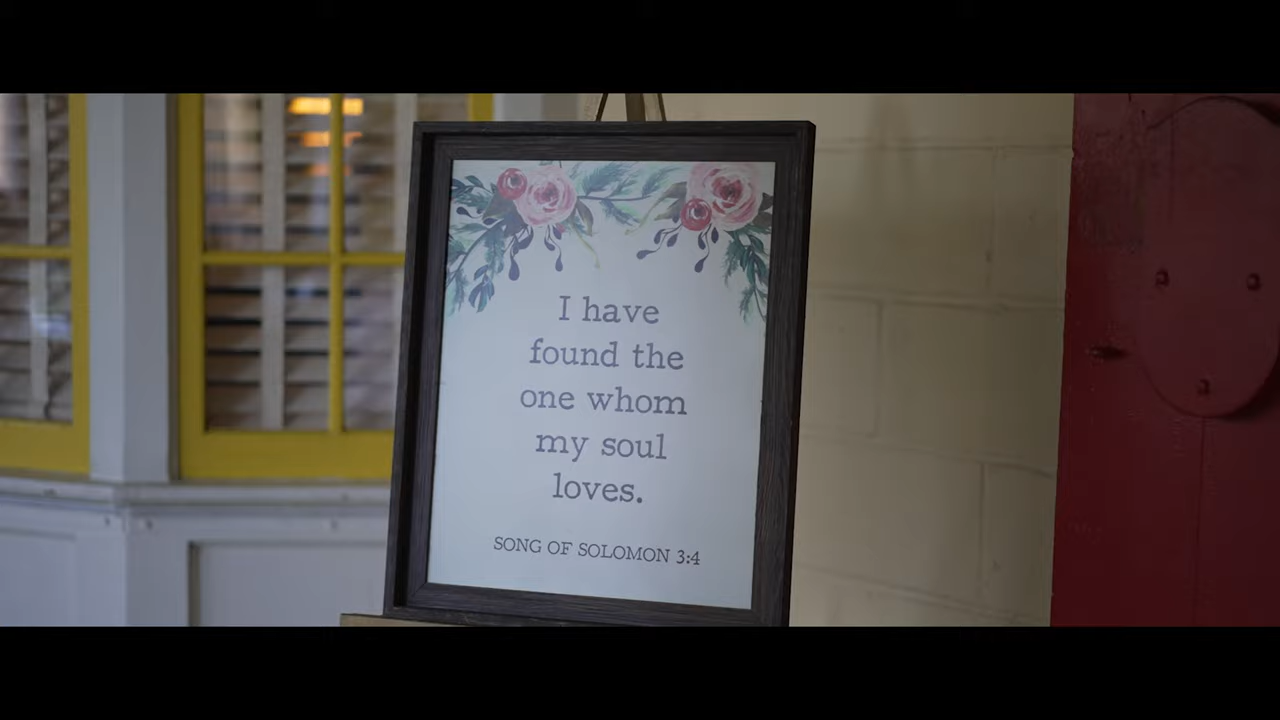 I have
found the
one whom
my soul
loves.
SONG OF SOLOMON 3:4